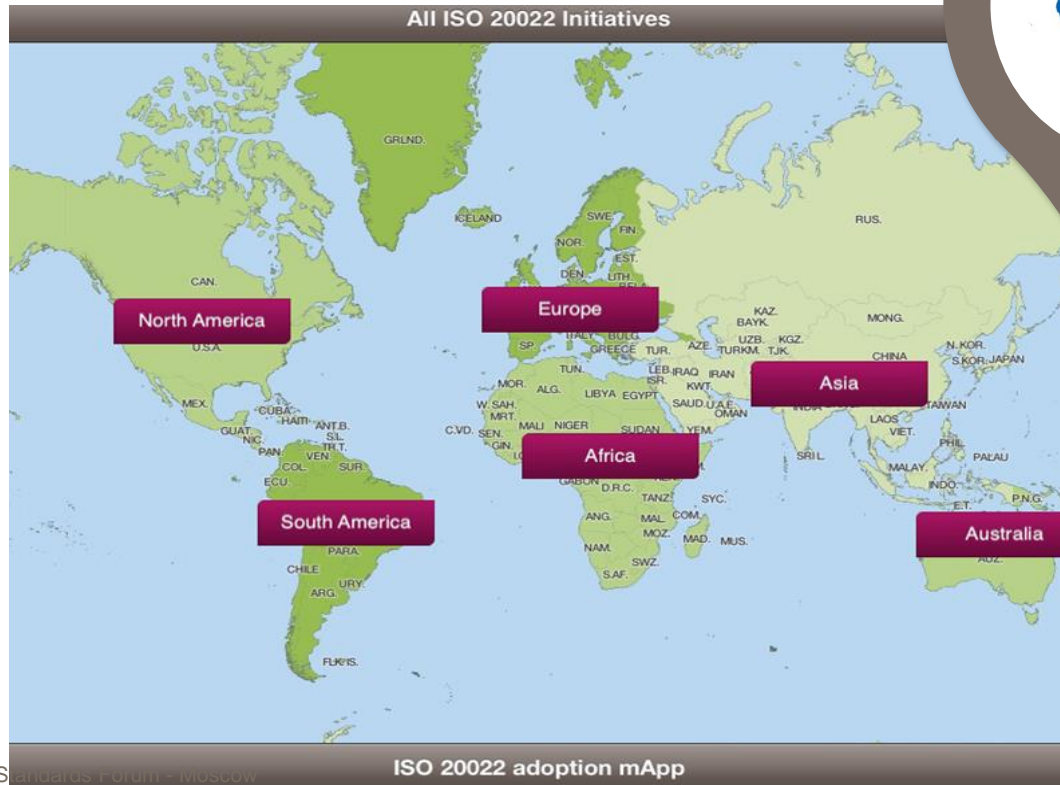 All ISO 20022 Initiatives
GRLND.
ICELAND
SWE.
FIN.
NOR.
RUS.
EST.
DEN.
LITH.
CAN.
North America
Europe
U.S.A.
SP.
ITALY
BULG.
GREECE
TUR.
AZE.
KAZ.
BAYK.
UZB.
KGZ.
TURKM.
TJK.
MONG.
CHINA
N. KOR.
S.KOR.
JAPAN
TUN.
LEB.
ISR.
IRAQ
IRAN
KWT.
Asia
MEX.
CUBA
HAITI
ANT.B.
S.L.
TR.T.
GUAT.
NIC.
PAN.
VEN.
COL.
SUR.
ECU.
MOR.
ALG.
LIBYA
EGYPT
SAUD.
U.A.E.
OMAN
INDIA
LAOS
TAIWAN
VIET.
W. SAH.
MRT.
C.VD.
SEN.
GIN.
MALI
NIGER
SUDAN
YEM.
Africa
SRI L.
PHIL.
PALAU
MALAY.
INDO.
E.T.
P.N.G.
GABON
D.R.C.
TANZ.
SYC.
ANG.
MAL.
COM.
MOZ.
MAD.
MUS.
NAM.
SWZ.
S.AF.
South America
Australia
AUZ.
PARA.
CHILE
URY.
ARG.
FLK. IS.
Standards Forum - Moscow
ISO 20022 adoption mApp